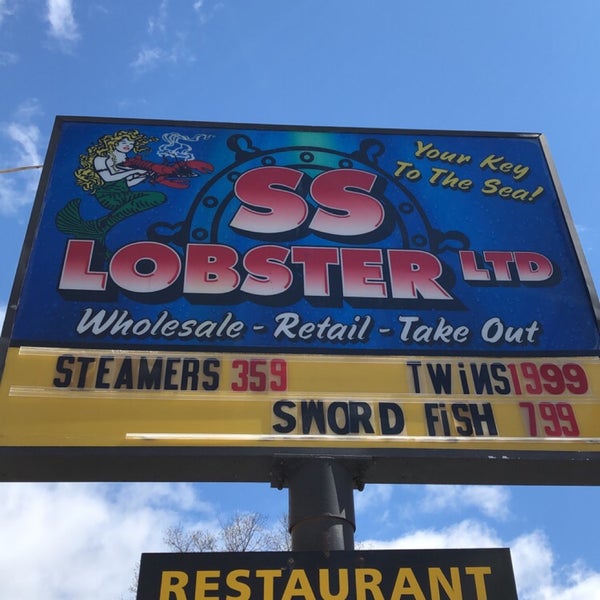 Your Key
To The Sea!
SS
LOBSTER LTD
Wholesale - Retail - Take Out
STEAMERS 359 TWiNS 1999
SWORD FiSH 799
RESTAURANT